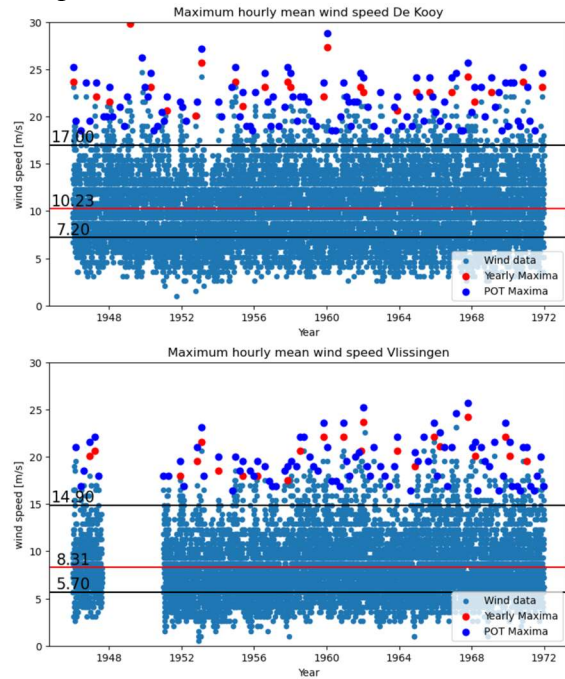 Maximum hourly mean wind speed De Kooy
30
25
20
15
10
5
0
wind speed [m/s]
17.00
10.23
7.20
Wind data
Yearly Maxima
POT Maxima
1948 1952 1956 1960 1964 1968 1972
Year
Maximum hourly mean wind speed Vlissingen
30
25
20
15
10
5
0
wind speed [m/s]
14.90
8.31
5.70
Wind data
Yearly Maxima
POT Maxima
1948 1952 1956 1960 1964 1968 1972
Year